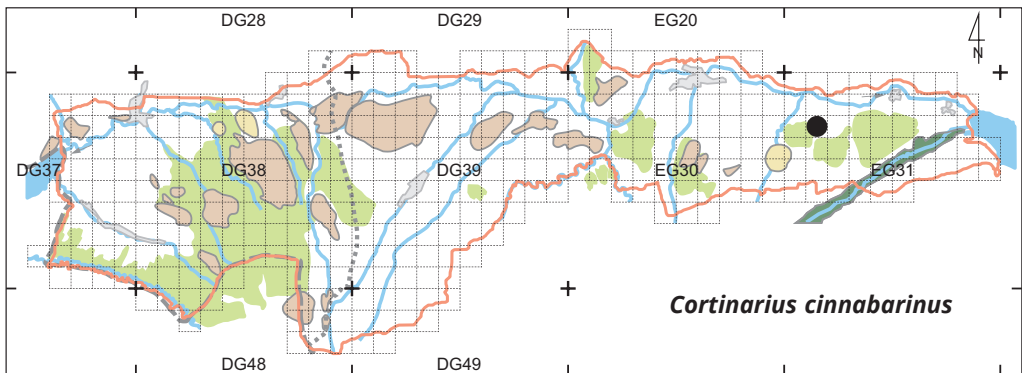 DG28 DG29 EG20
N
DG37 DG38 DG39 EG30 EG31
Cortinarius cinnabarinus
DG48 DG49